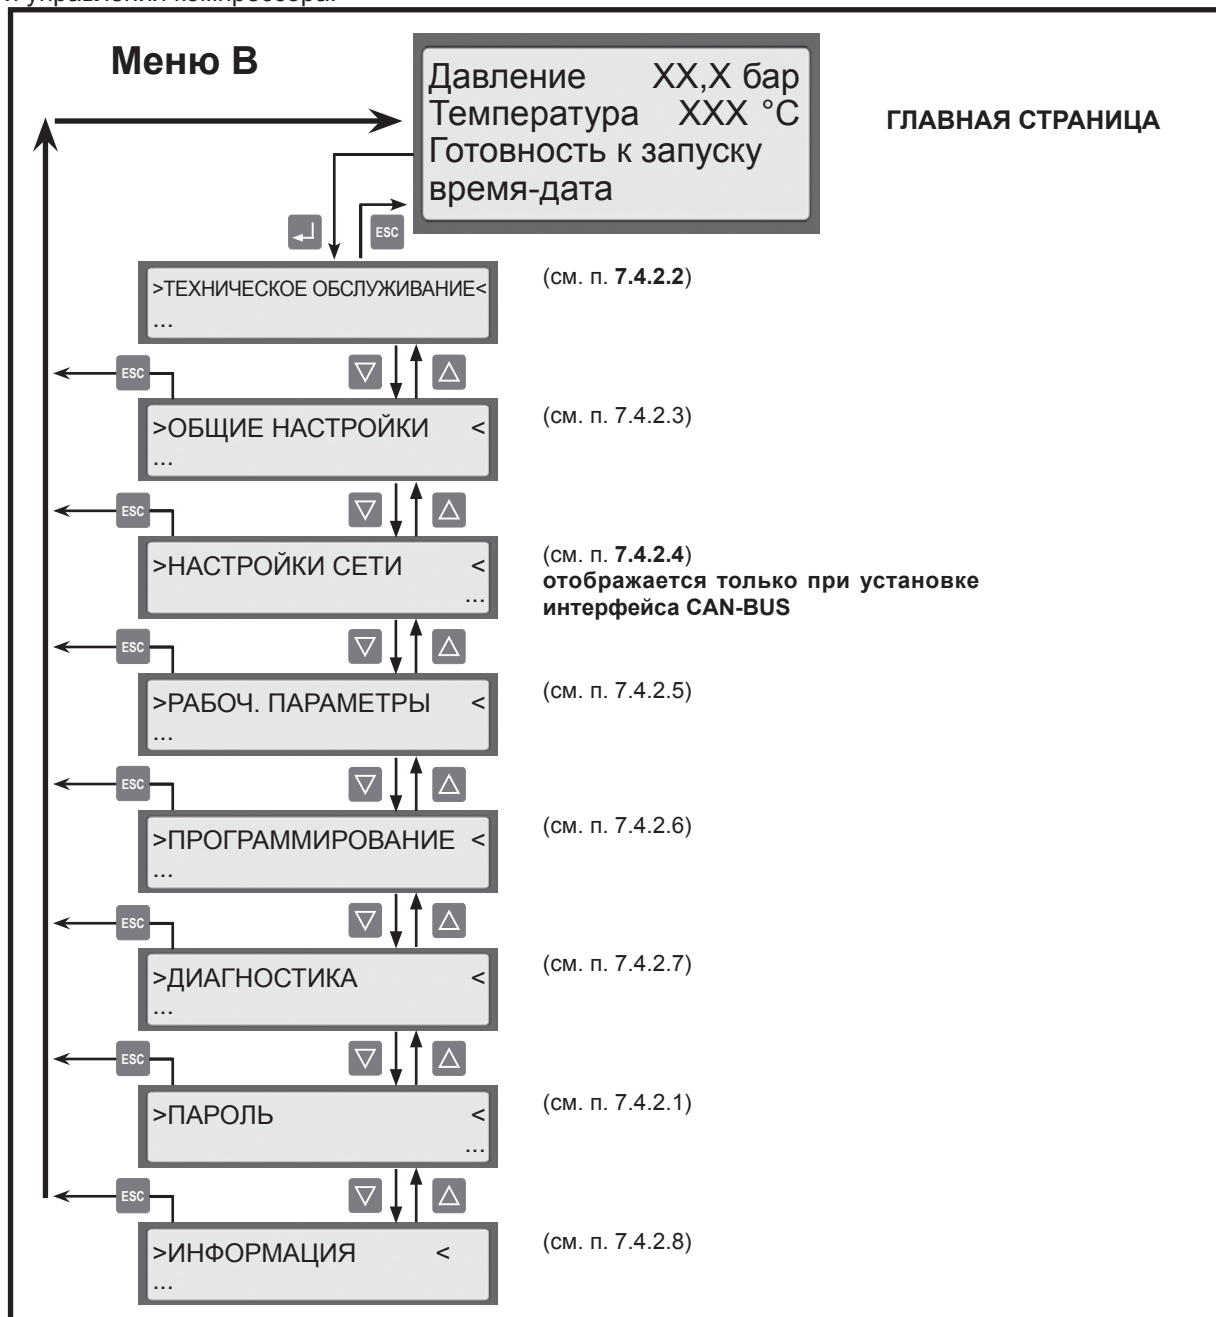 и управления компрессора.
Меню В
Давление XX,X бар
Температура XXX °C
Готовность к запуску
время-дата
ГЛАВНАЯ СТРАНИЦА
ESC
>ТЕХНИЧЕСКОЕ ОБСЛУЖИВАНИЕ<
...
(см. п. 7.4.2.2)
ESC
>ОБЩИЕ НАСТРОЙКИ <
...
(см. п. 7.4.2.3)
ESC
>НАСТРОЙКИ СЕТИ <
...
(см. п. 7.4.2.4)
отображается только при установке
интерфейса CAN-BUS
ESC
>РАБОЧ. ПАРАМЕТРЫ <
...
(см. п. 7.4.2.5)
ESC
>ПРОГРАММИРОВАНИЕ <
...
(см. п. 7.4.2.6)
ESC
>ДИАГНОСТИКА <
...
(см. п. 7.4.2.7)
ESC
>ПАРОЛЬ <
...
(см. п. 7.4.2.1)
ESC
>ИНФОРМАЦИЯ <
...
(см. п. 7.4.2.8)